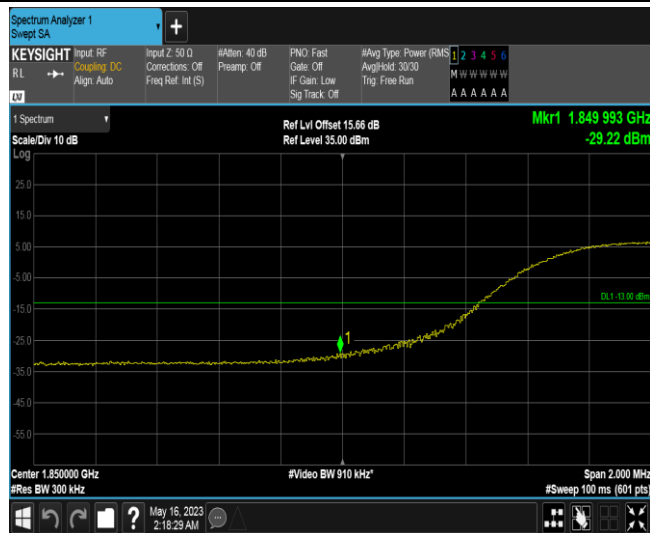 Spectrum Analyzer 1
Swept SA
KEYSIGHT
RL
Input: RF
Coupling: DC
Align: Auto
Input Z: 50 Ω
Corrections: Off
Freq Ref: Int (S)
#Atten: 40 dB
Preamp: Off
PNO: Fast
Gate: Off
IF Gain: Low
Sig Track: Off
#Avg Type: Power (RMS
Avg|Hold: 30/30
Trig: Free Run
1 2 3 4 5 6
M W W W W W
A A A A A A
1 Spectrum
Scale/Div 10 dB
Log
Ref Lvl Offset 15.66 dB
Ref Level 35.00 dBm
Mkr1 1.849 993 GHz
-29.22 dBm
25.0
15.0
5.00
-5.00
-15.0
-25.0
-35.0
-45.0
-55.0
DL1 -13.00 dBm
1
Center 1.850000 GHz
#Res BW 300 kHz
#Video BW 910 kHz*
Span 2.000 MHz
#Sweep 100 ms (601 pts)
?
May 16, 2023
2:18:29 AM